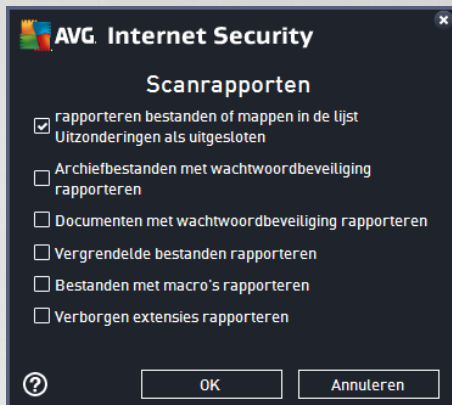 AVG. Internet Security
Scanrapporten
rapporteren bestanden of mappen in de lijst
Uitzonderingen als uitgesloten
Archiefbestanden met wachtwoordbeveiliging
rapporteren
Documenten met wachtwoordbeveiliging rapporteren
Vergrendelde bestanden rapporteren
Bestanden met macro's rapporteren
Verborgen extensies rapporteren
? OK Annuleren